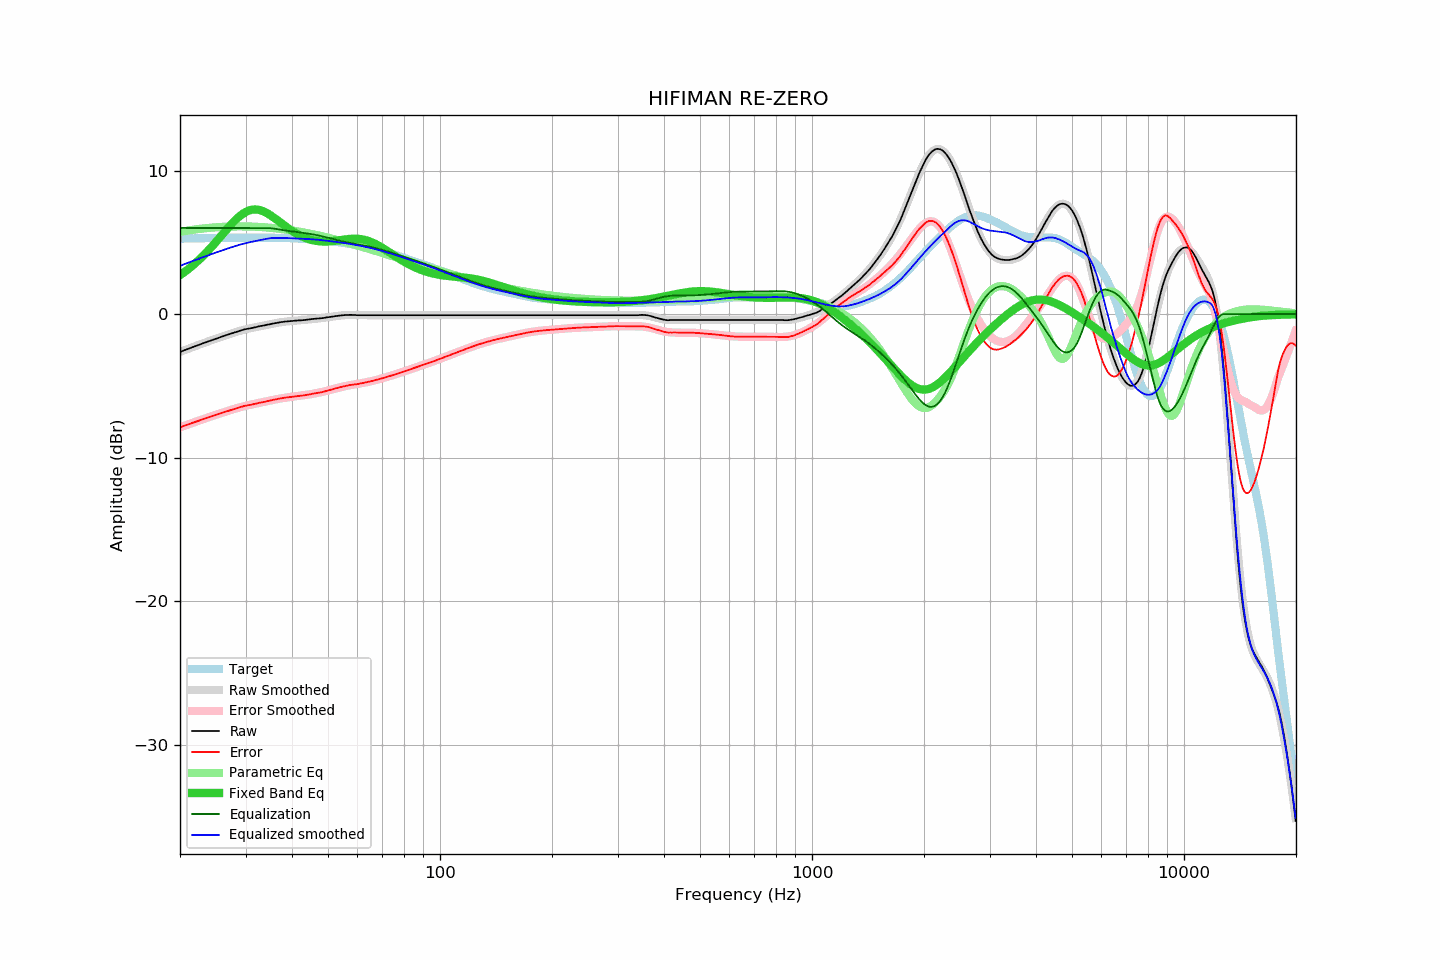 HIFIMAN RE-ZERO
10
0
−10
−20
−30
Amplitude (dBr)
Target
Raw Smoothed
Error Smoothed
Raw
Error
Parametric Eq
Fixed Band Eq
Equalization
Equalized smoothed
100
1000
10000
Frequency (Hz)